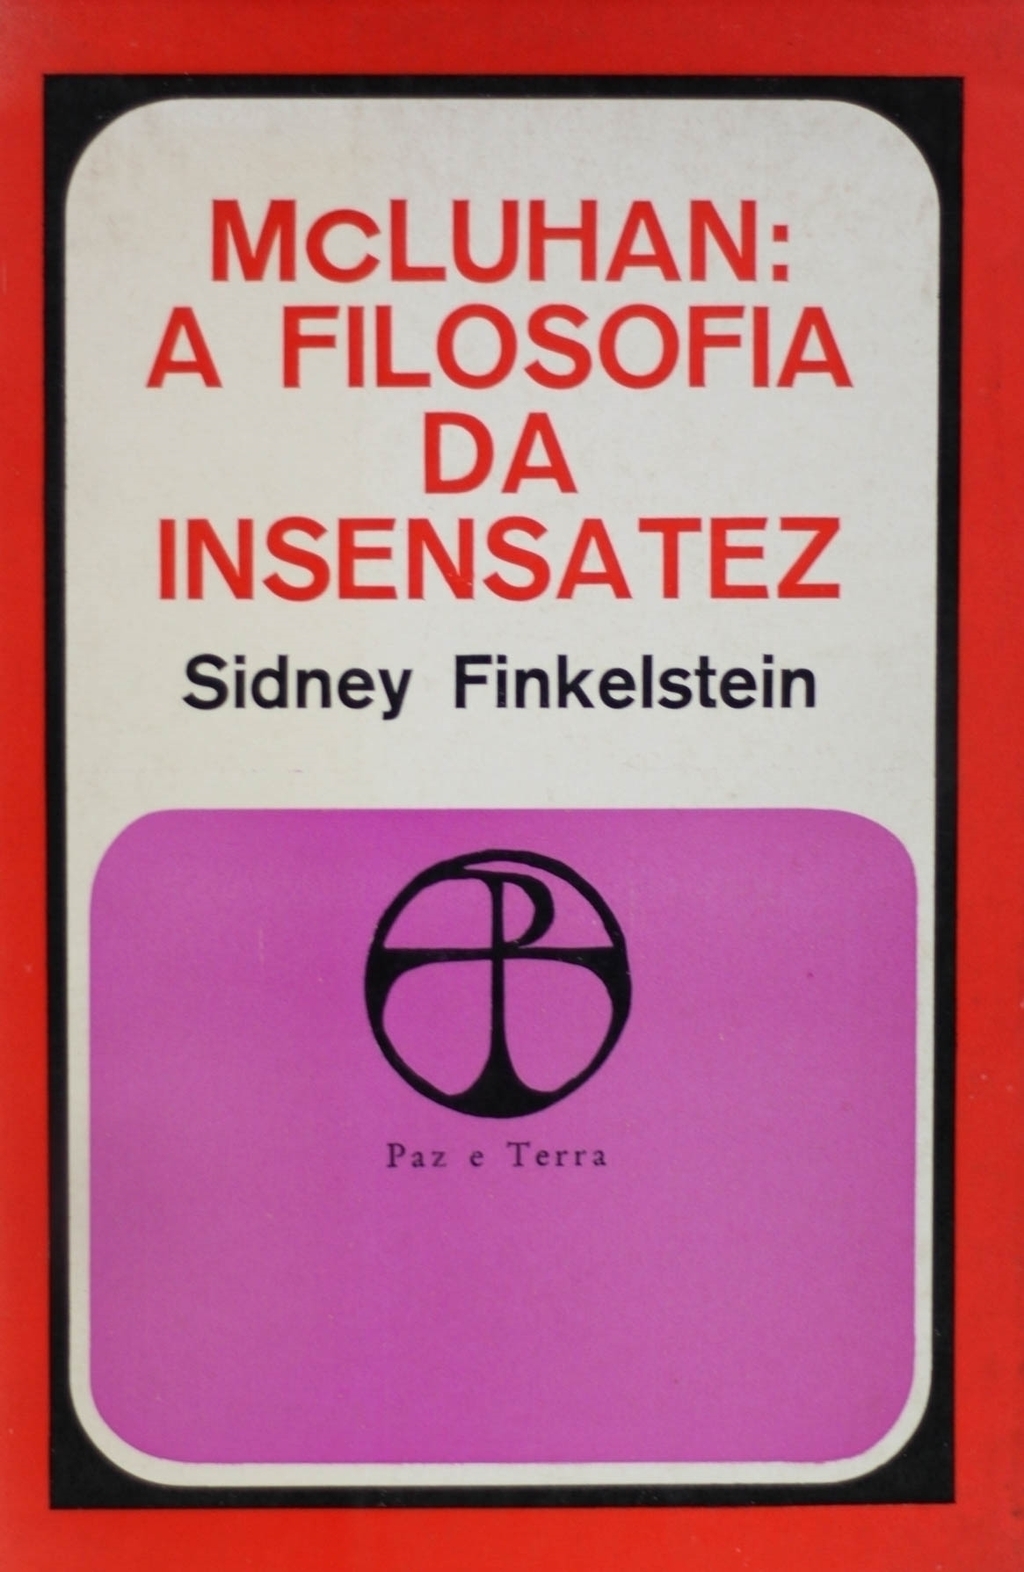 McLUHAN:
A FILOSOFIA
DA
INSENSATEZ
Sidney Finkelstein
Paz e Terra